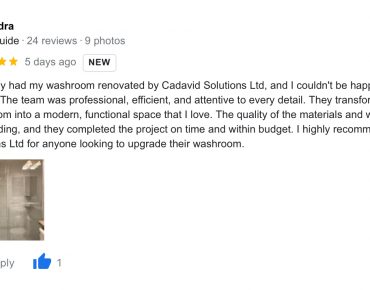 dra
uide · 24 reviews · 9 photos
5 days ago NEW
y had my washroom renovated by Cadavid Solutions Ltd, and I couldn't be hap
The team was professional, efficient, and attentive to every detail. They transfor
om into a modern, functional space that I love. The quality of the materials and w
ding, and they completed the project on time and within budget. I highly recomm
ns Ltd for anyone looking to upgrade their washroom.
ply 1